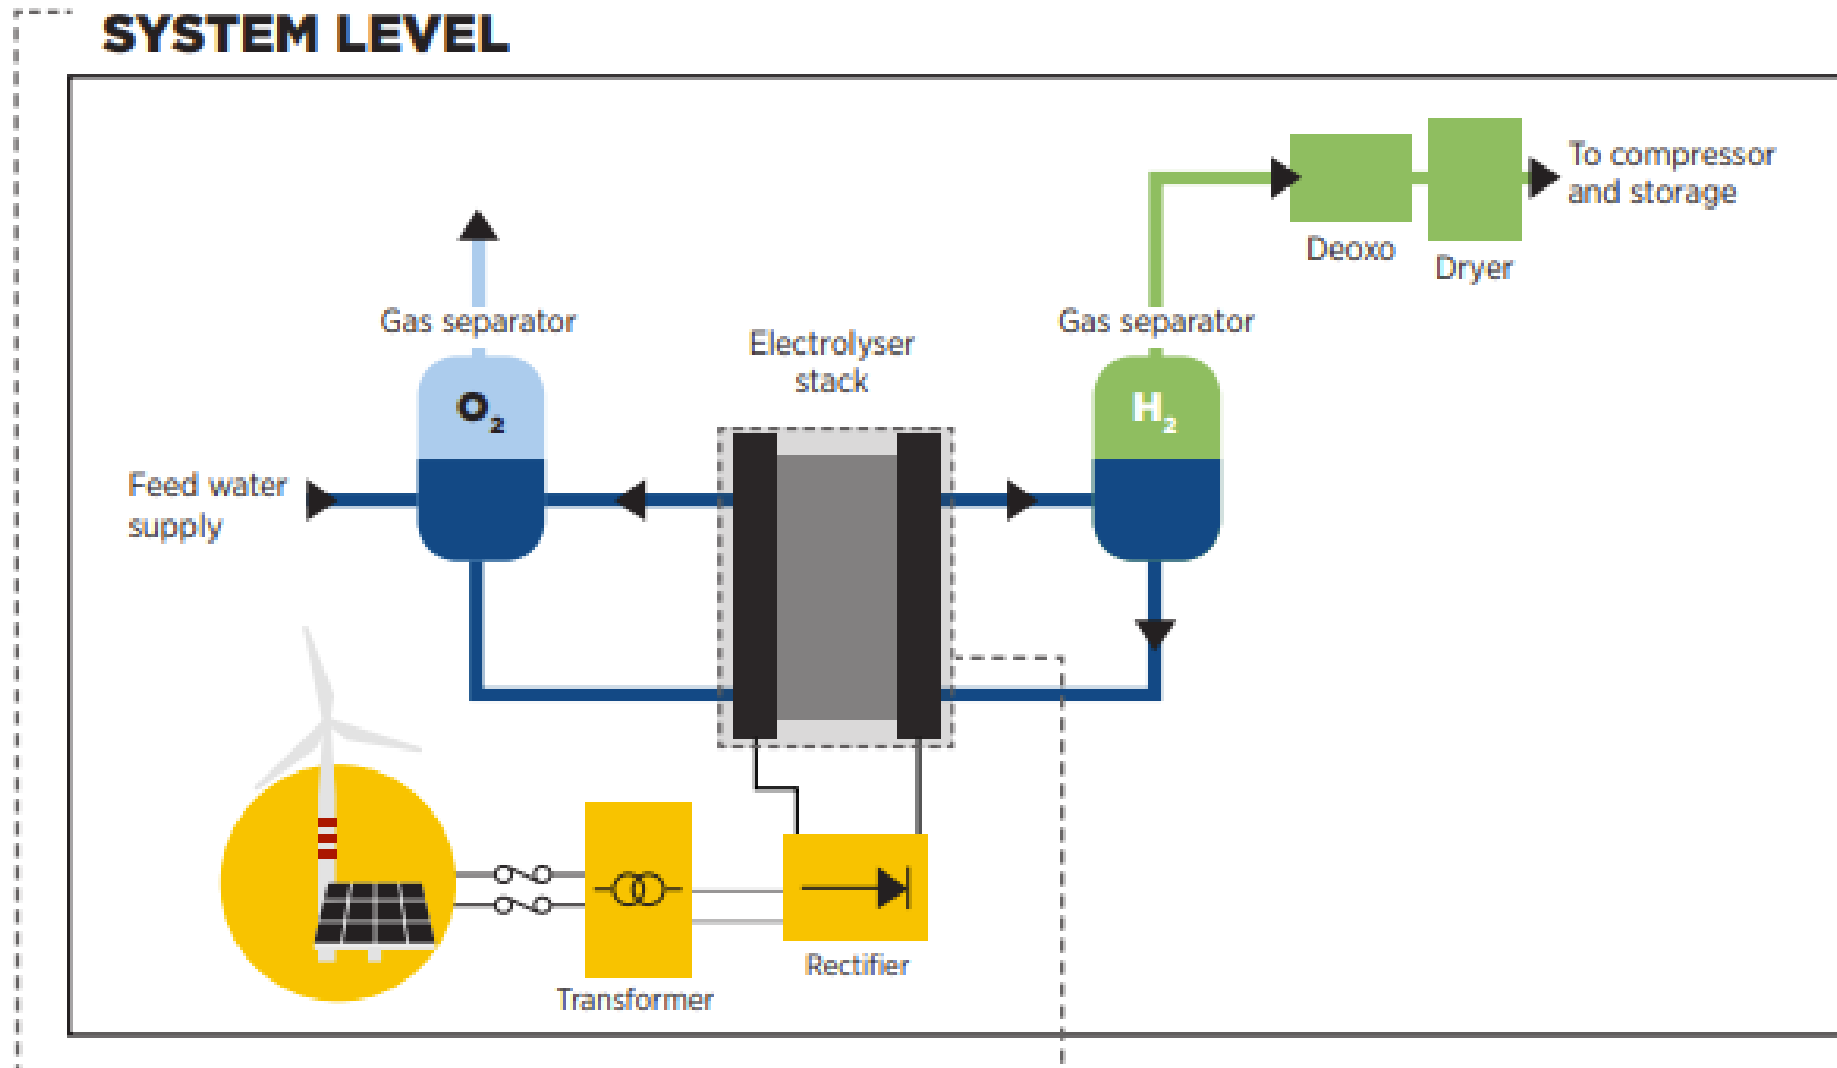 SYSTEM LEVEL
To compressor
and storage
Deoxo
Dryer
Gas separator
Electrolyser
stack
Gas separator
O₂
H₂
Feed water
supply
Rectifier
Transformer